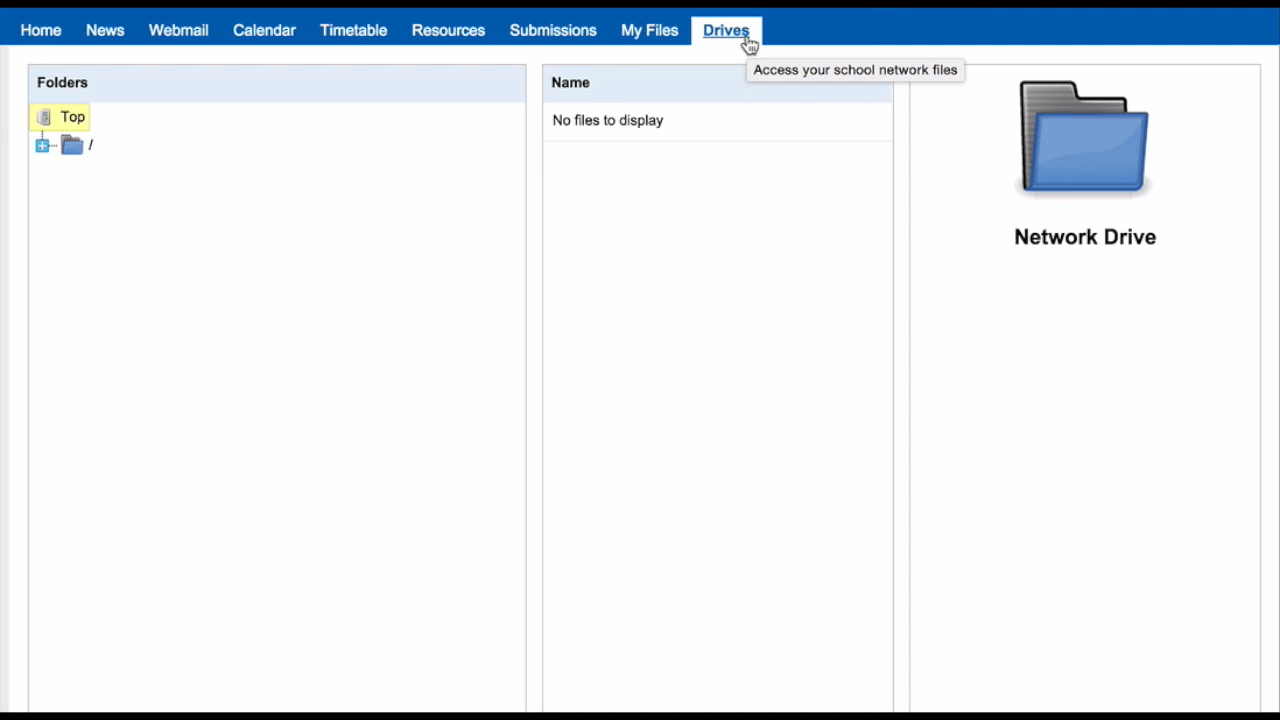 Home News Webmail Calendar Timetable Resources Submissions My Files Drives
Access your school network files
Folders
Top
/
Name
No files to display
Network Drive